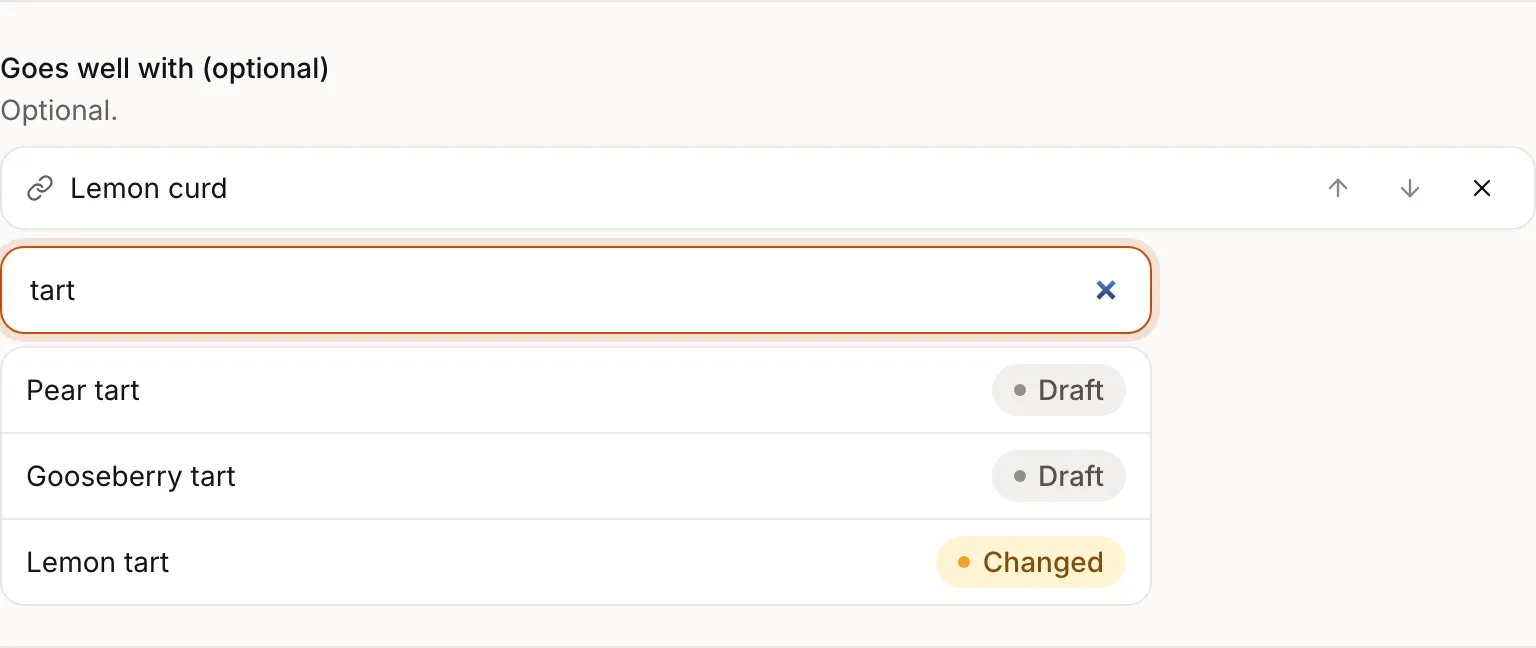 Goes well with (optional)
Optional.
Lemon curd
tart
Pear tart
Draft
Gooseberry tart
Draft
Lemon tart
Changed